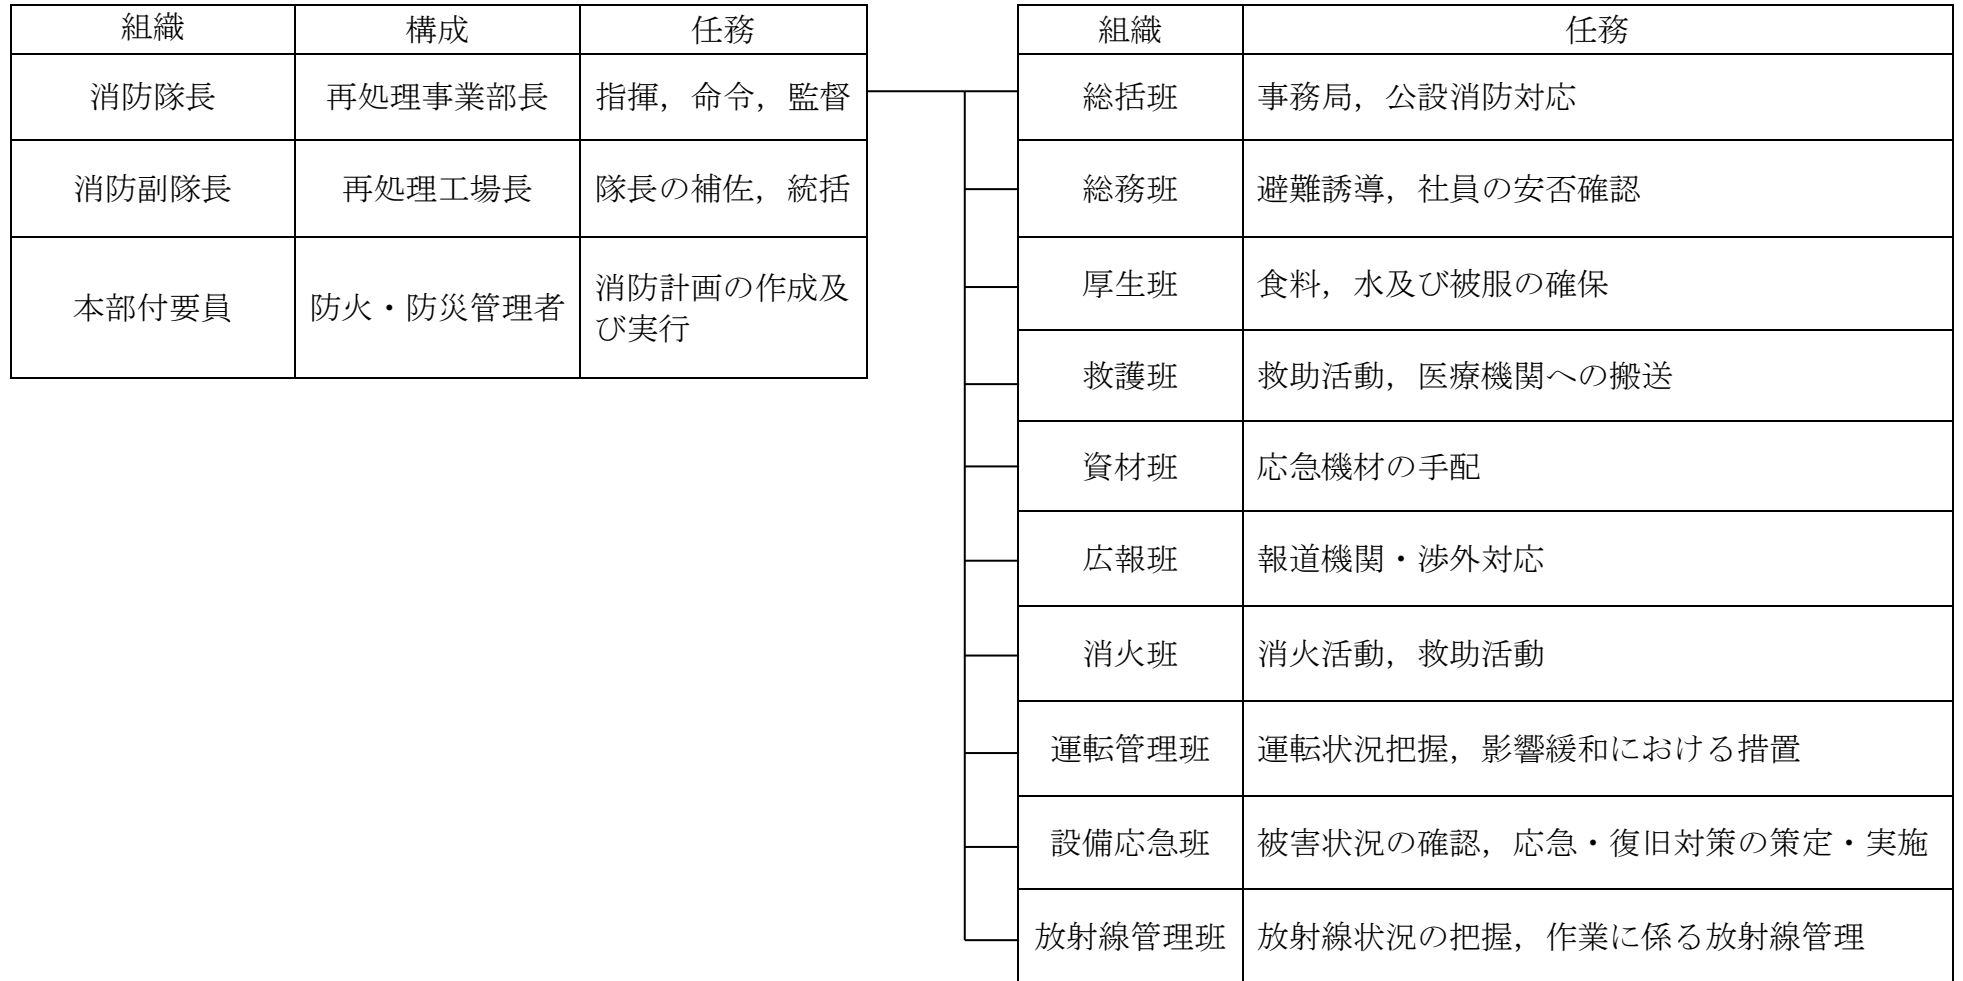 組織 構成 任務
消防隊長 再処理事業部長 指揮，命令，監督
消防副隊長 再処理工場長 隊長の補佐，統括
本部付要員 防火・防災管理者 消防計画の作成及
び実行
組織 任務
総括班 事務局，公設消防対応
総務班 避難誘導，社員の安否確認
厚生班 食料，水及び被服の確保
救護班 救助活動，医療機関への搬送
資材班 応急機材の手配
広報班 報道機関・渉外対応
消火班 消火活動，救助活動
運転管理班 運転状況把握，影響緩和における措置
設備応急班 被害状況の確認，応急・復旧対策の策定・実施
放射線管理班 放射線状況の把握，作業に係る放射線管理